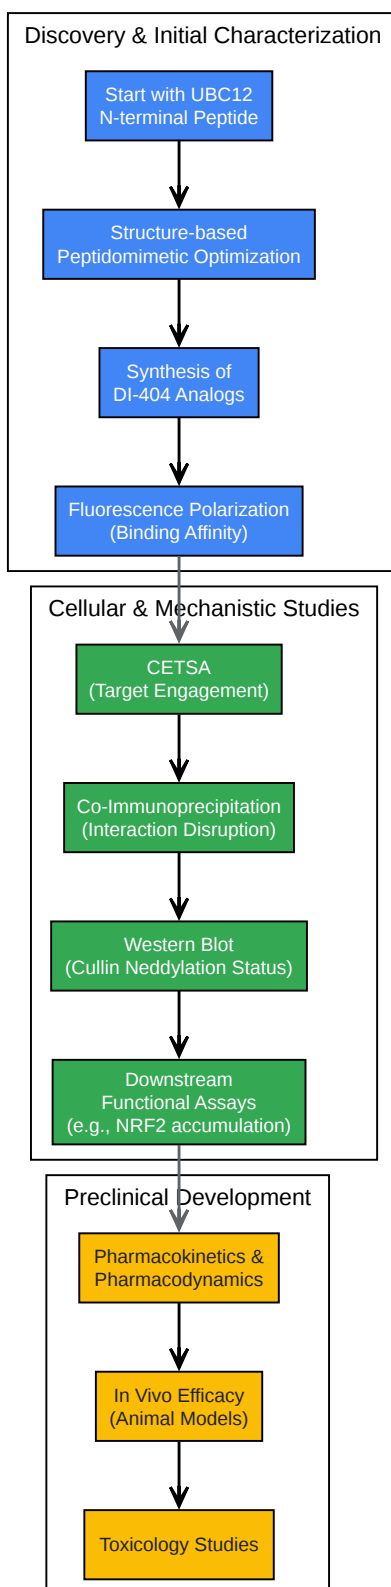 Discovery & Initial Characterization
Start with UBC12
N-terminal Peptide
Structure-based
Peptidomimetic Optimization
Synthesis of
DI-404 Analogs
Fluorescence Polarization
(Binding Affinity)
Cellular & Mechanistic Studies
CETSA
(Target Engagement)
Co-Immunoprecipitation
(Interaction Disruption)
Western Blot
(Cullin Neddylation Status)
Downstream
Functional Assays
(e.g., NRF2 accumulation)
Preclinical Development
Pharmacokinetics &
Pharmacodynamics
In Vivo Efficacy
(Animal Models)
Toxicology Studies